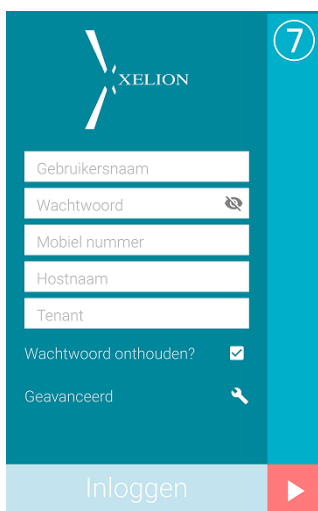 7
XELION
Gebruikersnaam
Wachtwoord
Mobiel nummer
Hostnaam
Tenant
Wachtwoord onthouden?
Geavanceerd
Inloggen